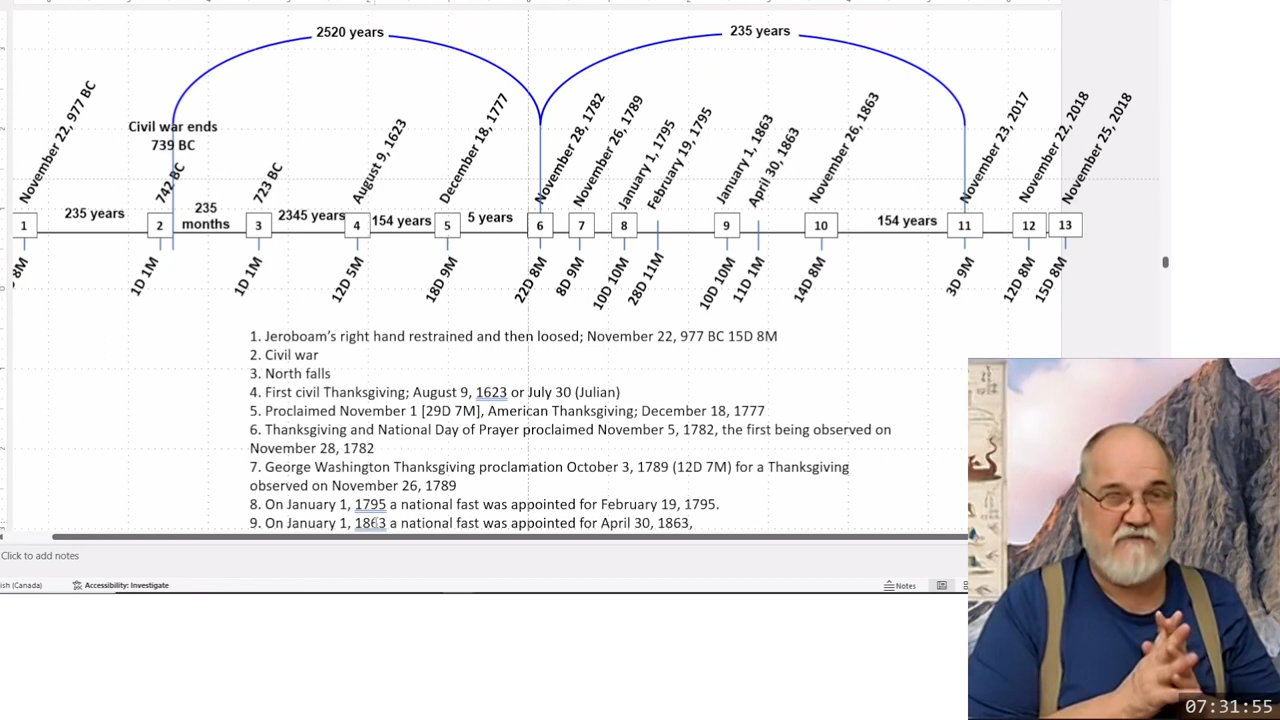 2520 years
235 years
November 22, 977 BC
Civil war ends
739 BC
742 BC
723 BC
August 9, 1623
December 18, 1777
November 28, 1782
November 26, 1789
January 1, 1795
February 19, 1795
January 1, 1863
April 30, 1863
November 26, 1863
November 23, 2017
November 22, 2018
November 25, 2018
235 years
235
months
2345 years
154 years
5 years
154 years
1
2
3
4
5
6
7
8
9
10
11
12
13
8M
1D 1M
1D 1M
12D 5M
18D 9M
22D 8M
8D 9M
10D 10M
28D 11M
10D 10M
11D 1M
14D 8M
3D 9M
12D 8M
15D 8M
1. Jeroboam's right hand restrained and then loosed; November 22, 977 BC 15D 8M
2. Civil war
3. North falls
4. First civil Thanksgiving; August 9, 1623 or July 30 (Julian)
5. Proclaimed November 1 [29D 7M], American Thanksgiving; December 18, 1777
6. Thanksgiving and National Day of Prayer proclaimed November 5, 1782, the first being observed on
November 28, 1782
7. George Washington Thanksgiving proclamation October 3, 1789 (12D 7M) for a Thanksgiving
observed on November 26, 1789
8. On January 1, 1795 a national fast was appointed for February 19, 1795.
9. On January 1, 1863 a national fast was appointed for April 30, 1863,
Click to add notes
ish (Canada)
Accessibility: Investigate
Notes
07:31:55